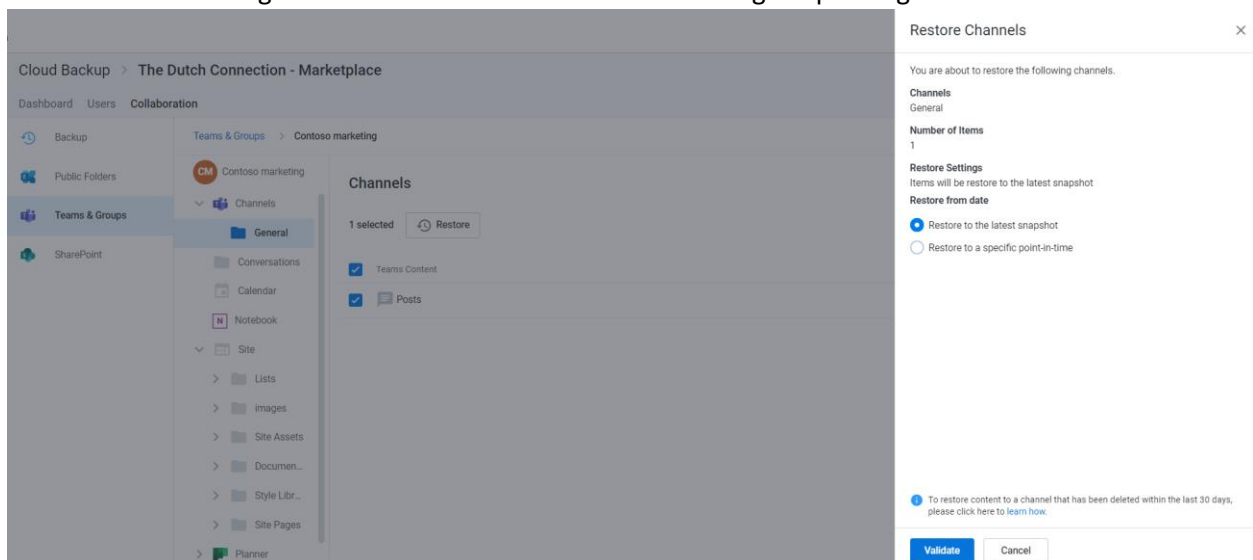 Restore Channels
Cloud Backup > The Dutch Connection - Marketplace
Dashboard Users Collaboration
Backup
Public Folders
Teams & Groups
SharePoint
Teams & Groups > Contoso marketing
CM Contoso marketing
Channels
General
Conversations
Calendar
N Notebook
Site
Lists
images
Site Assets
Documen...
Style Libr...
Site Pages
Planner
Channels
1 selected Restore
Teams Content
Posts
You are about to restore the following channels.
Channels
General
Number of Items
1
Restore Settings
Items will be restore to the latest snapshot
Restore from date
Restore to the latest snapshot
Restore to a specific point-in-time
To restore content to a channel that has been deleted within the last 30 days,
please click here to learn how.
Validate Cancel